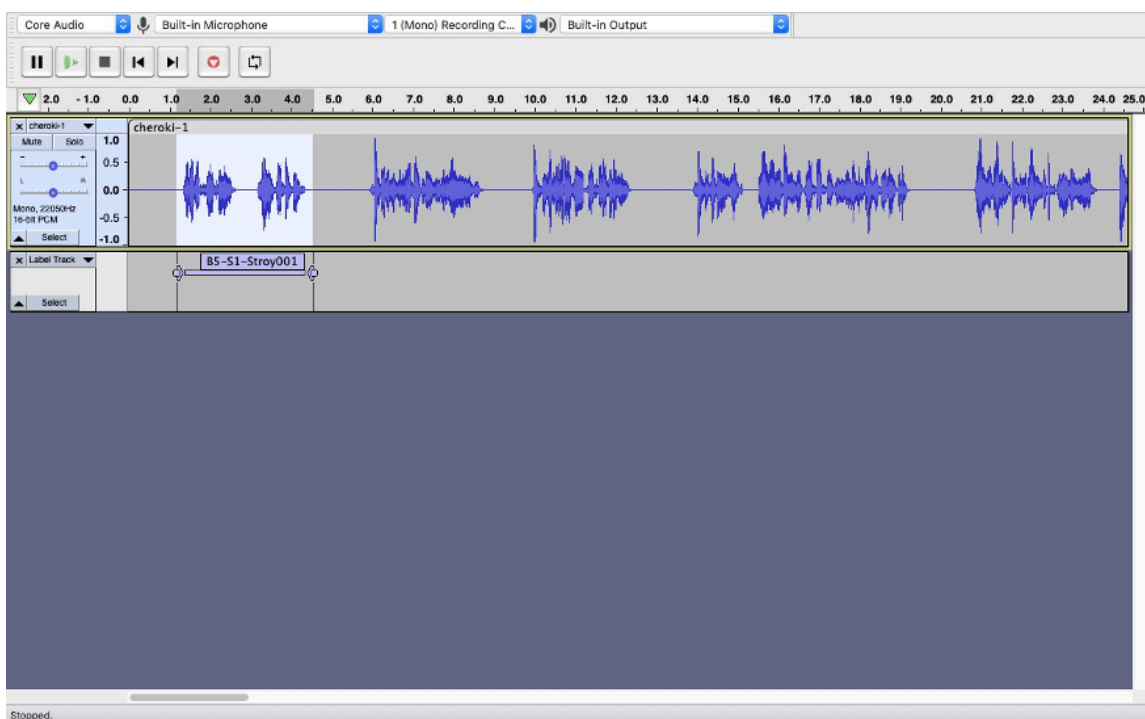 Core Audio Built-in Microphone 1 (Mono) Recording C... Built-in Output
2.0 - 1.0 0.0 1.0 2.0 3.0 4.0 5.0 6.0 7.0 8.0 9.0 10.0 11.0 12.0 13.0 14.0 15.0 16.0 17.0 18.0 19.0 20.0 21.0 22.0 23.0 24.0 25.0
x cheroki-1 cheroki-1
Mute Solo 1.0
- + 0.5
L R 0.0
Mono, 22050Hz
16-bit PCM -0.5
Select -1.0
x Label Track B5-S1-Stroy001
Select
Stopped.